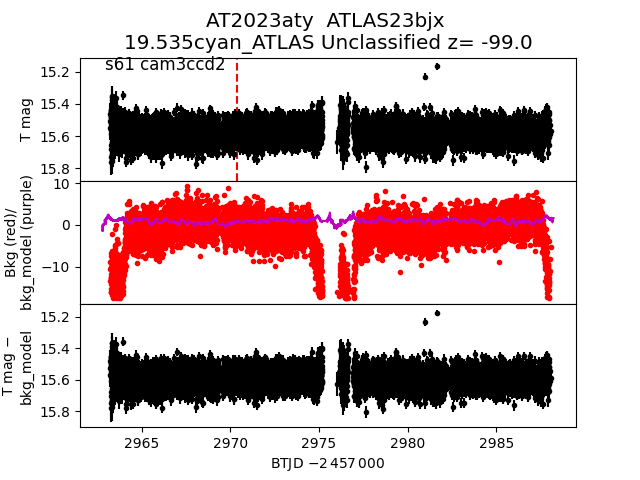 AT2023aty  ATLAS23bjx
19.535cyan_ATLAS Unclassified z= -99.0
s61 cam3ccd2
T mag
15.2
15.4
15.6
15.8
Bkg (red)/
bkg_model (purple)
10
0
−10
T mag −
bkg_model
15.2
15.4
15.6
15.8
2965 2970 2975 2980 2985
BTJD −2 457 000